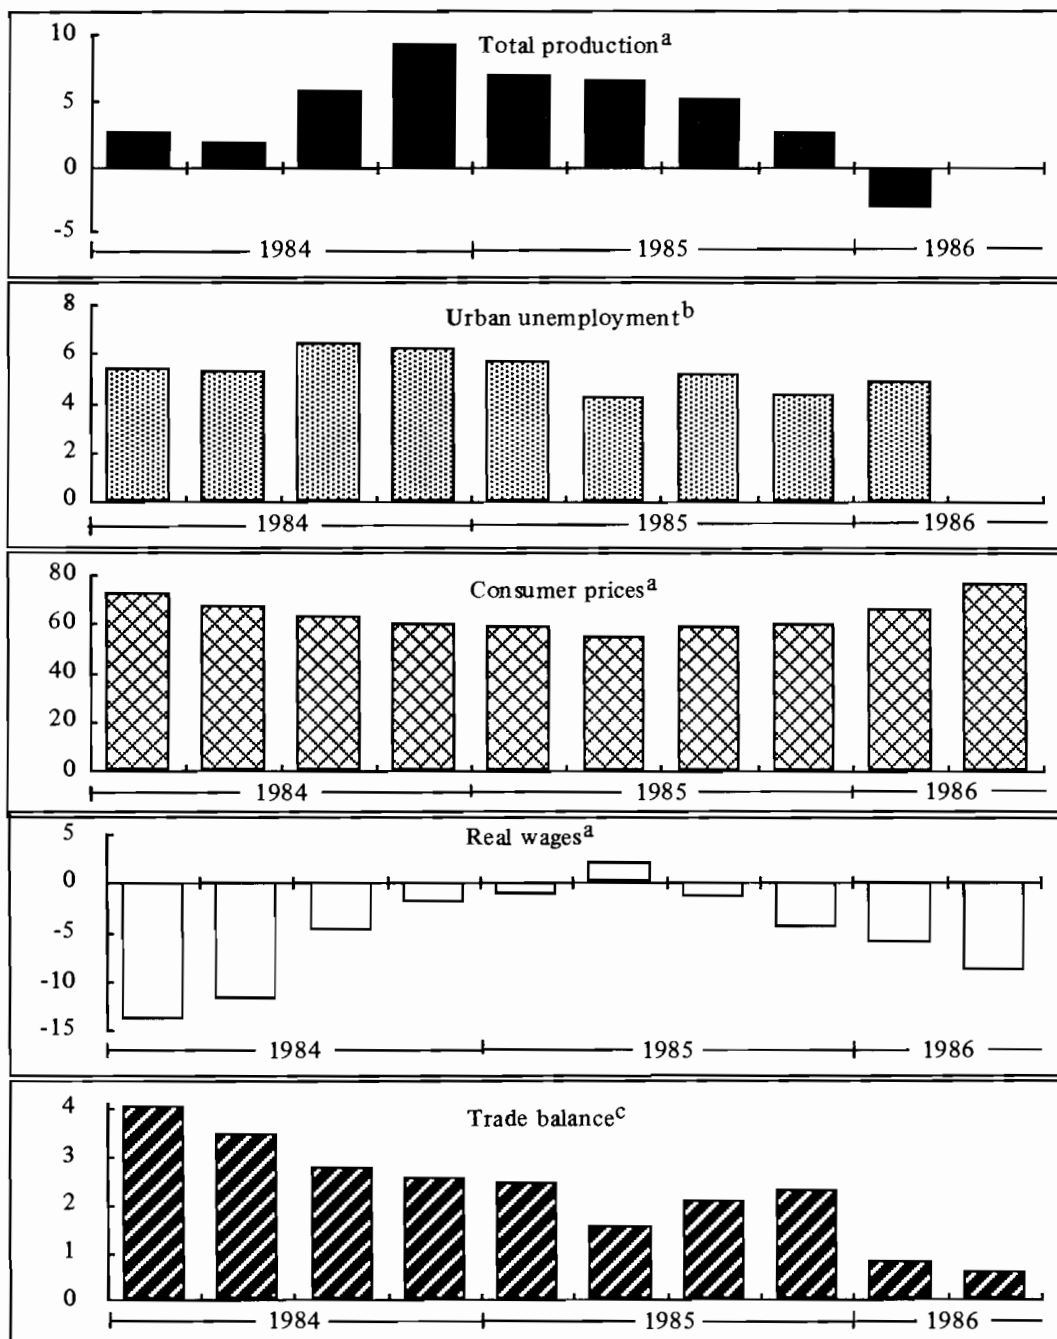 Total production^a
10
5
0
-5
1984 1985 1986
Urban unemployment^b
8
6
4
2
0
1984 1985 1986
Consumer prices^a
80
60
40
20
0
1984 1985 1986
Real wages^a
5
0
-5
-10
-15
1984 1985 1986
Trade balance^c
4
3
2
1
0
1984 1985 1986